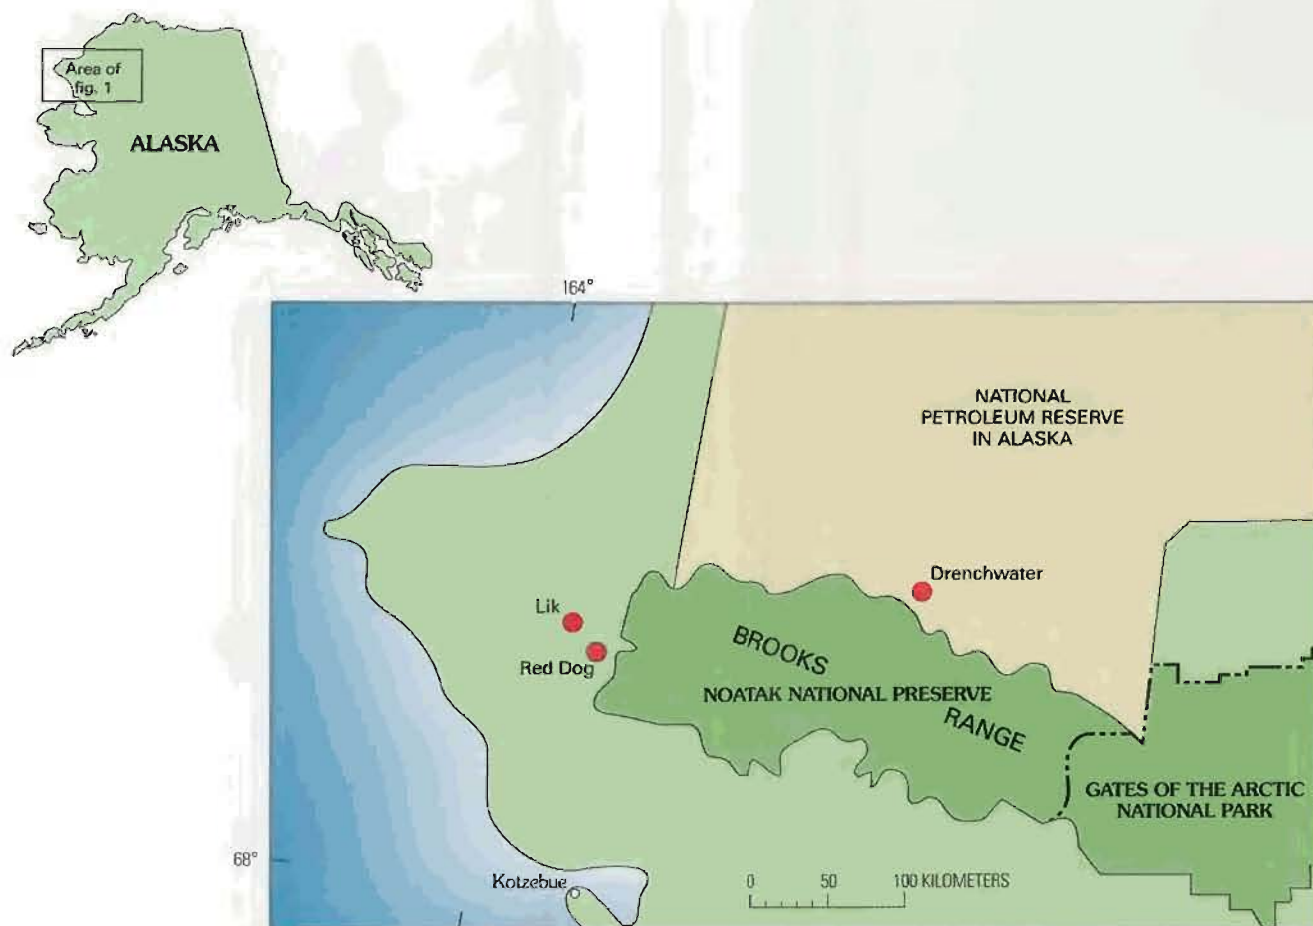 Area of
fig. 1
ALASKA
164°
NATIONAL
PETROLEUM RESERVE
IN ALASKA
Drenchwater
Lik
Red Dog
BROOKS
NOATAK NATIONAL PRESERVE
RANGE
GATES OF THE ARCTIC
NATIONAL PARK
68°
Kotzebue
0 50 100 KILOMETERS